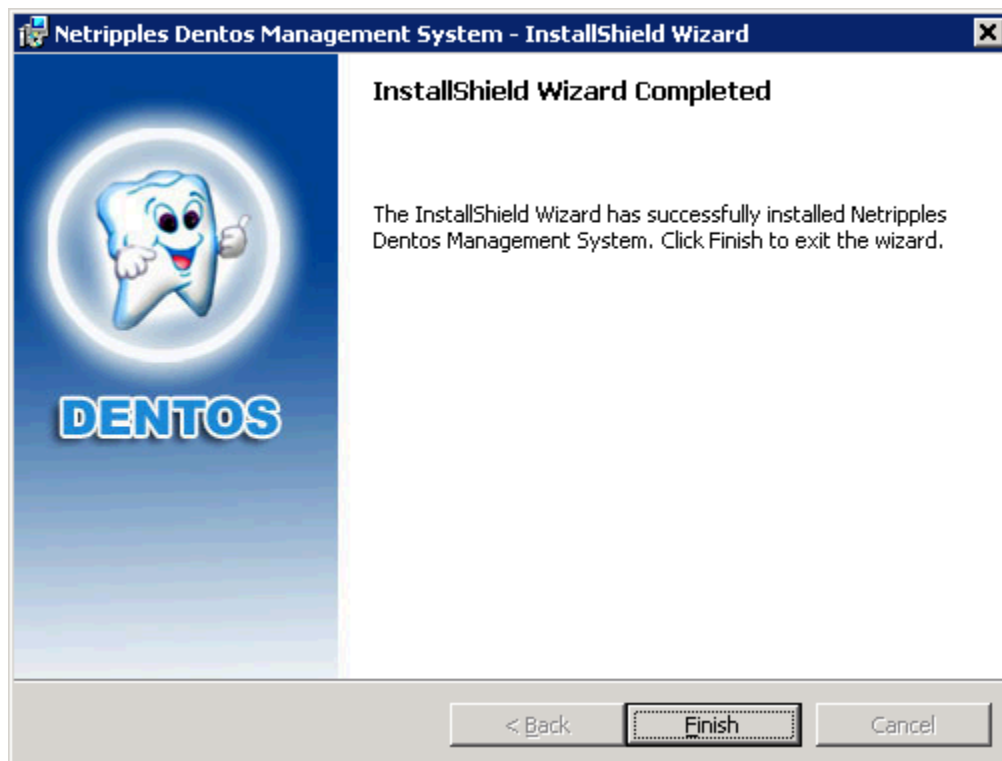 Netripples Dentos Management System - InstallShield Wizard
InstallShield Wizard Completed
The InstallShield Wizard has successfully installed Netripples
Dentos Management System. Click Finish to exit the wizard.
DENTOS
< Back
Finish
Cancel